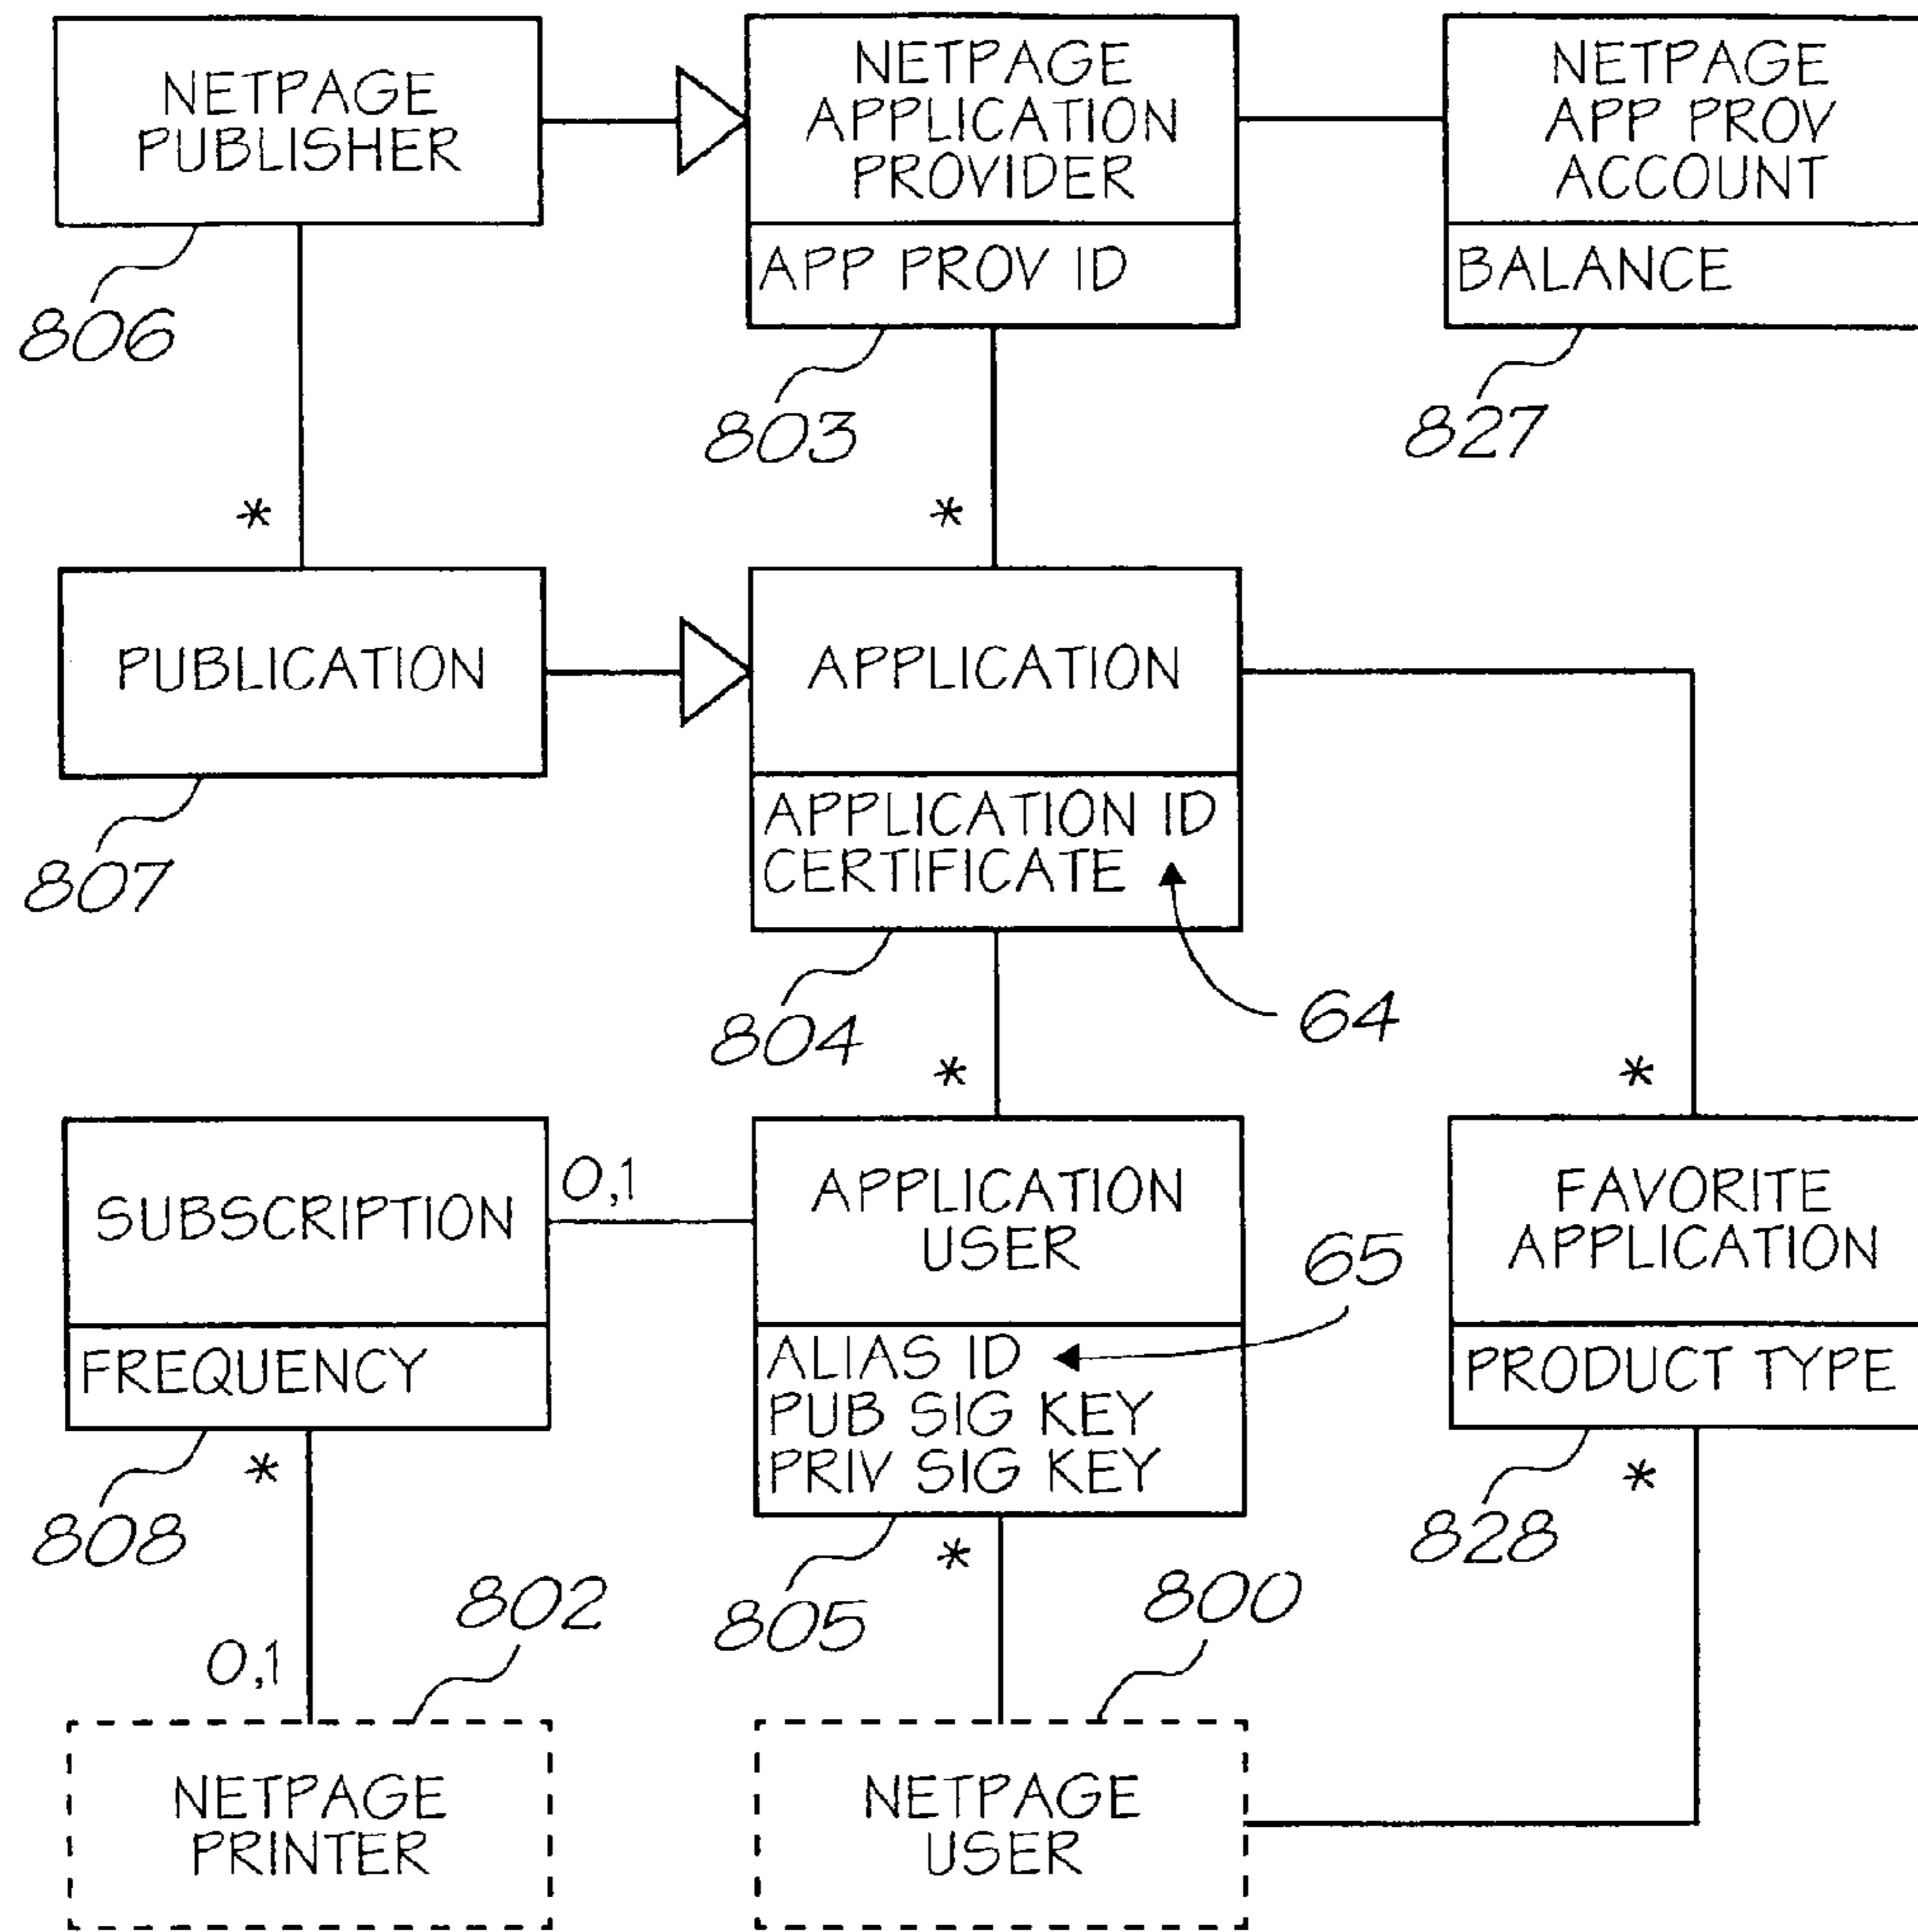 NETPAGE
PUBLISHER
NETPAGE
APPLICATION
PROVIDER
APP PROV ID
NETPAGE
APP PROV
ACCOUNT
BALANCE
806
803
827
*
*
PUBLICATION
APPLICATION
APPLICATION ID
CERTIFICATE
807
804
64
*
*
SUBSCRIPTION
FREQUENCY
0,1
APPLICATION
USER
ALIAS ID
PUB SIG KEY
PRIV SIG KEY
65
FAVORITE
APPLICATION
PRODUCT TYPE
808
*
0,1
802
805
*
800
828
*
NETPAGE
PRINTER
NETPAGE
USER